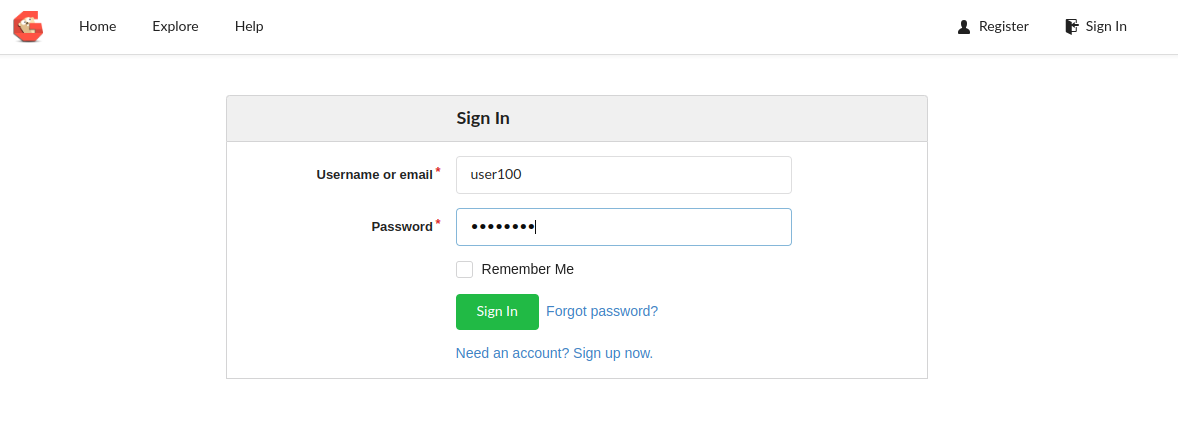 Home Explore Help Register Sign In
Sign In
Username or email* user100
Password* ••••••••
Remember Me
Sign In Forgot password?
Need an account? Sign up now.